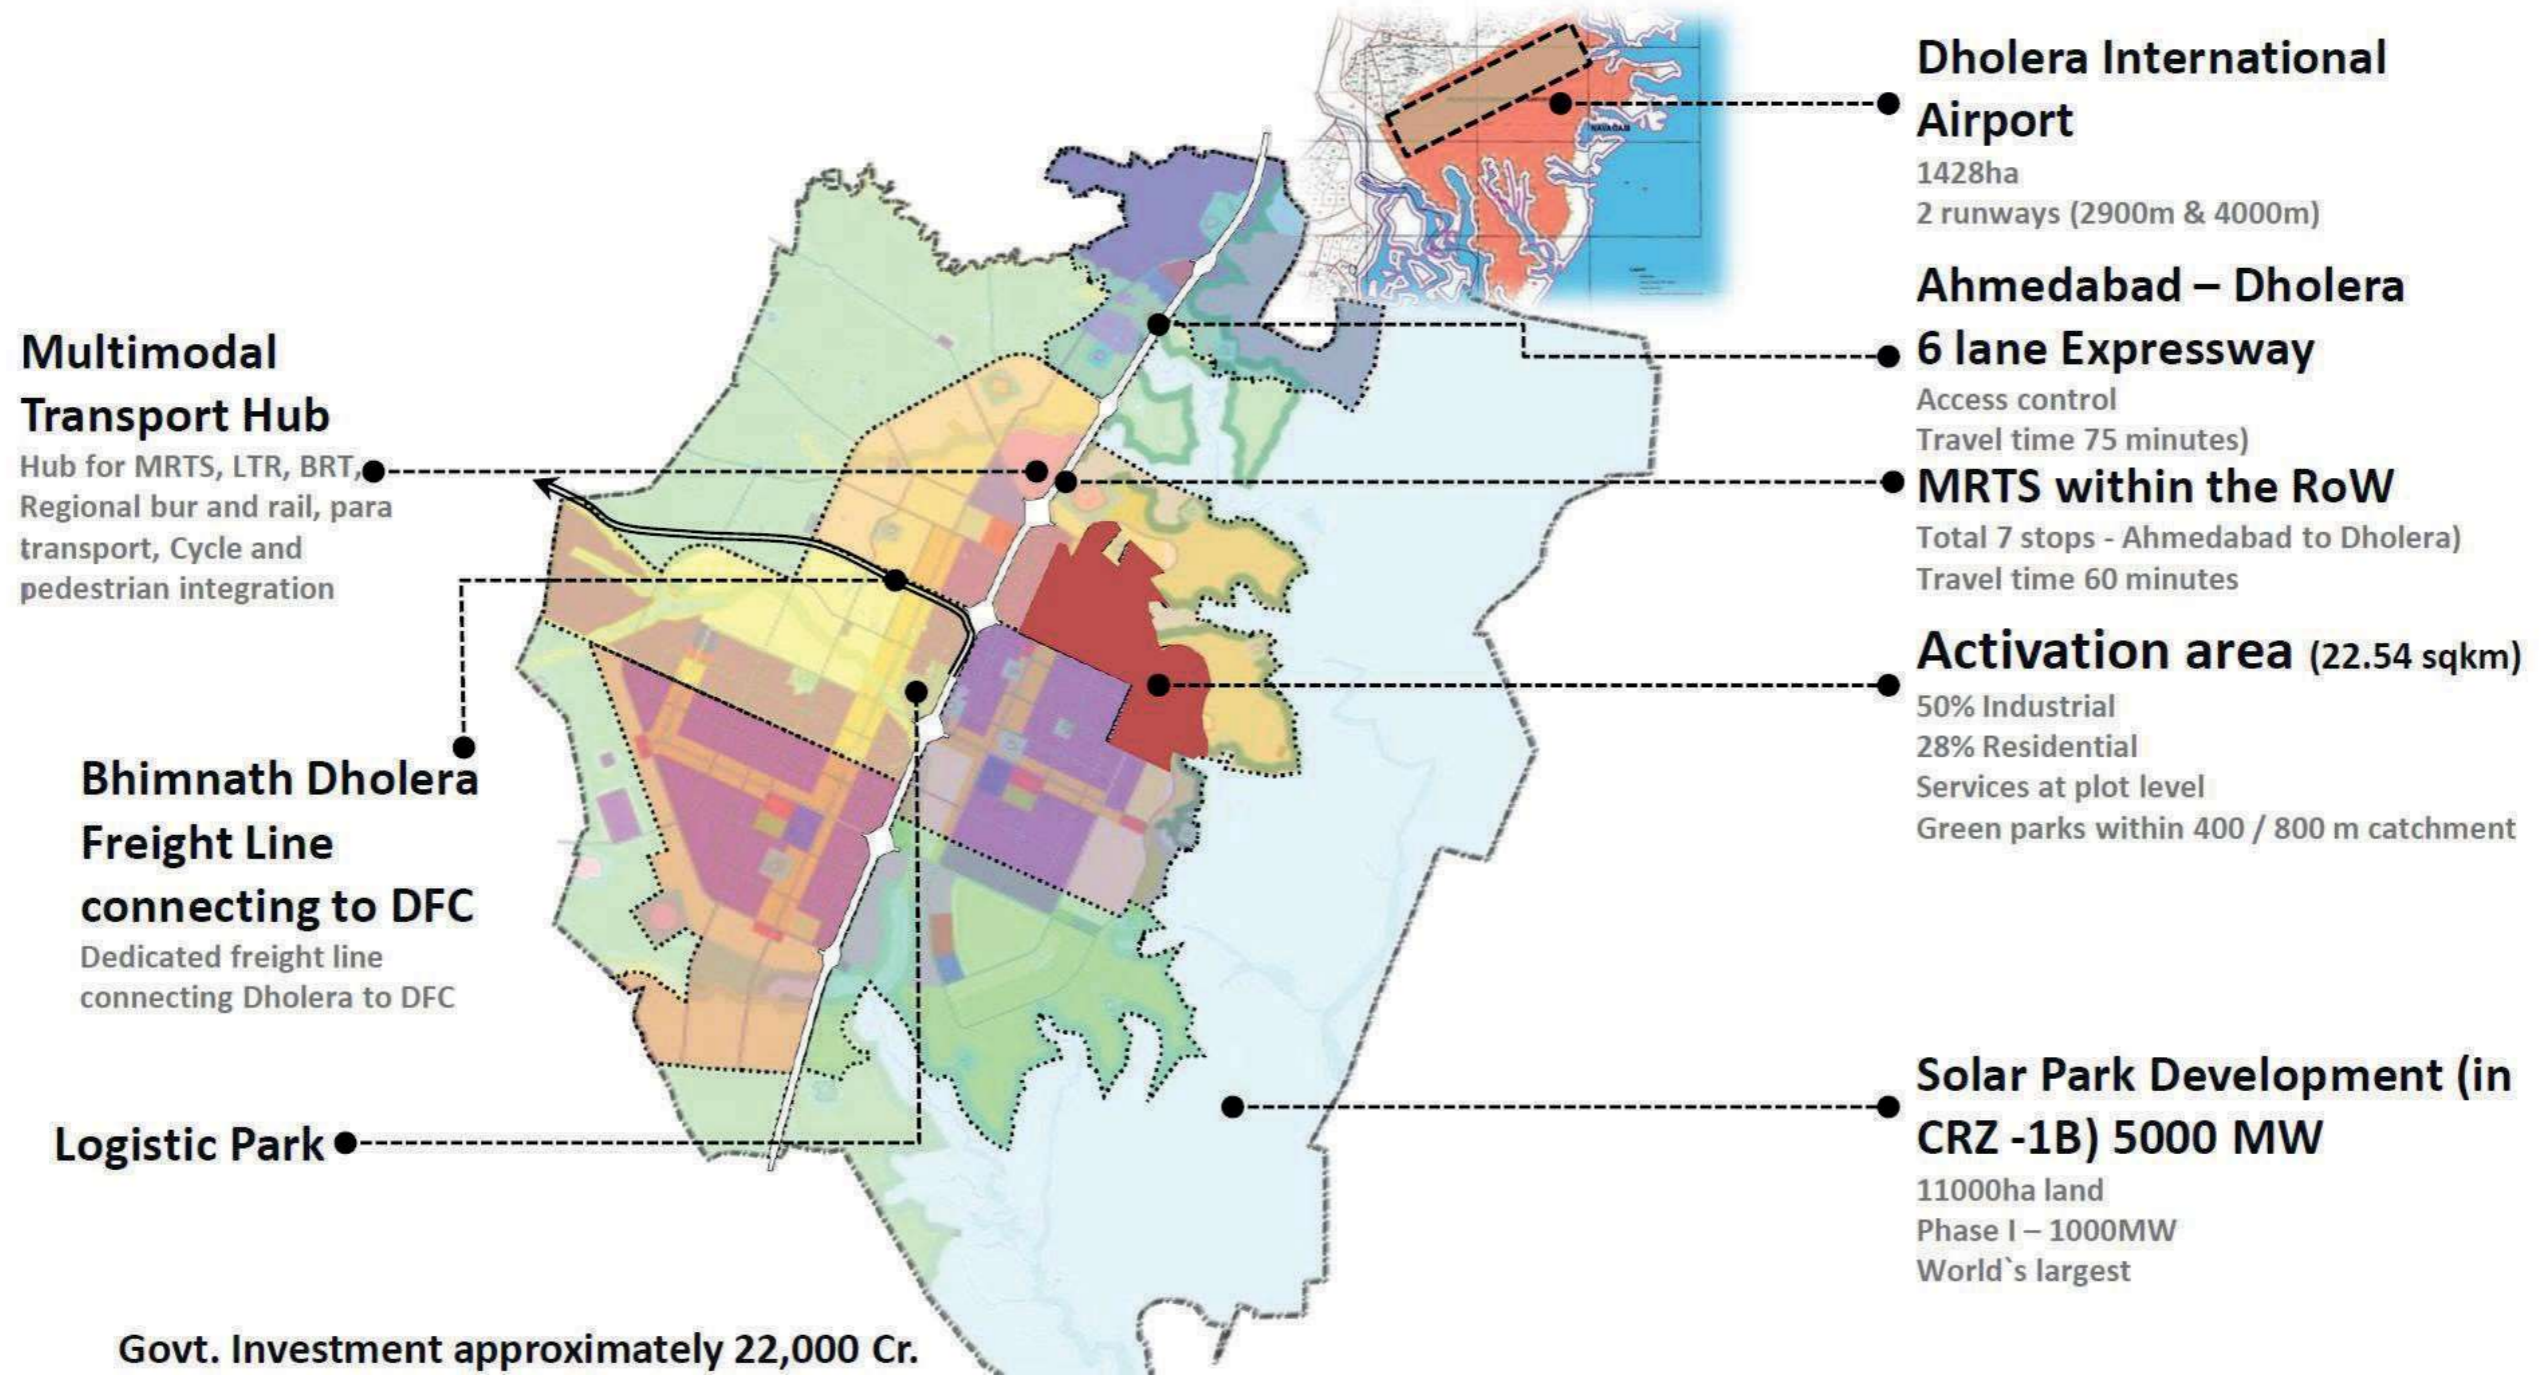 Dholera International
Airport
1428ha
2 runways (2900m & 4000m)
Ahmedabad – Dholera
6 lane Expressway
Access control
Travel time 75 minutes)
MRTS within the RoW
Total 7 stops - Ahmedabad to Dholera)
Travel time 60 minutes
Activation area (22.54 sqkm)
50% Industrial
28% Residential
Services at plot level
Green parks within 400 / 800 m catchment
Solar Park Development (in
CRZ -1B) 5000 MW
11000ha land
Phase I – 1000MW
World`s largest
Multimodal
Transport Hub
Hub for MRTS, LTR, BRT,
Regional bur and rail, para
transport, Cycle and
pedestrian integration
Bhimnath Dholera
Freight Line
connecting to DFC
Dedicated freight line
connecting Dholera to DFC
Logistic Park
Govt. Investment approximately 22,000 Cr.